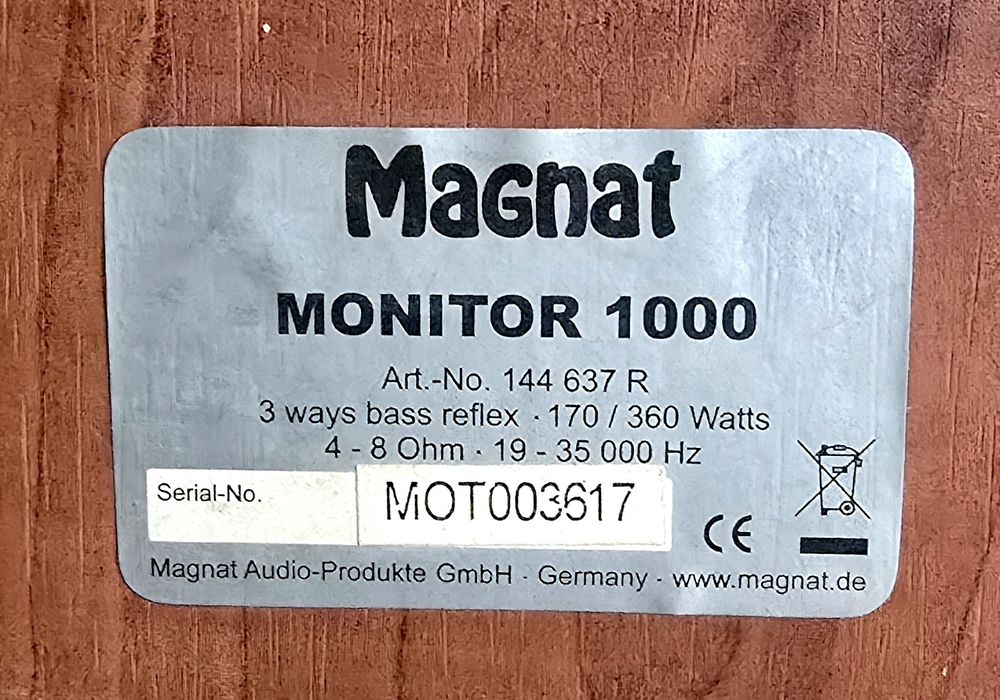 Magnat
MONITOR 1000
Art.-No. 144 637 R
3 ways bass reflex · 170 / 360 Watts
4 - 8 Ohm · 19 - 35 000 Hz
Serial-No. MOT003617
CE
Magnat Audio-Produkte GmbH · Germany · www.magnat.de